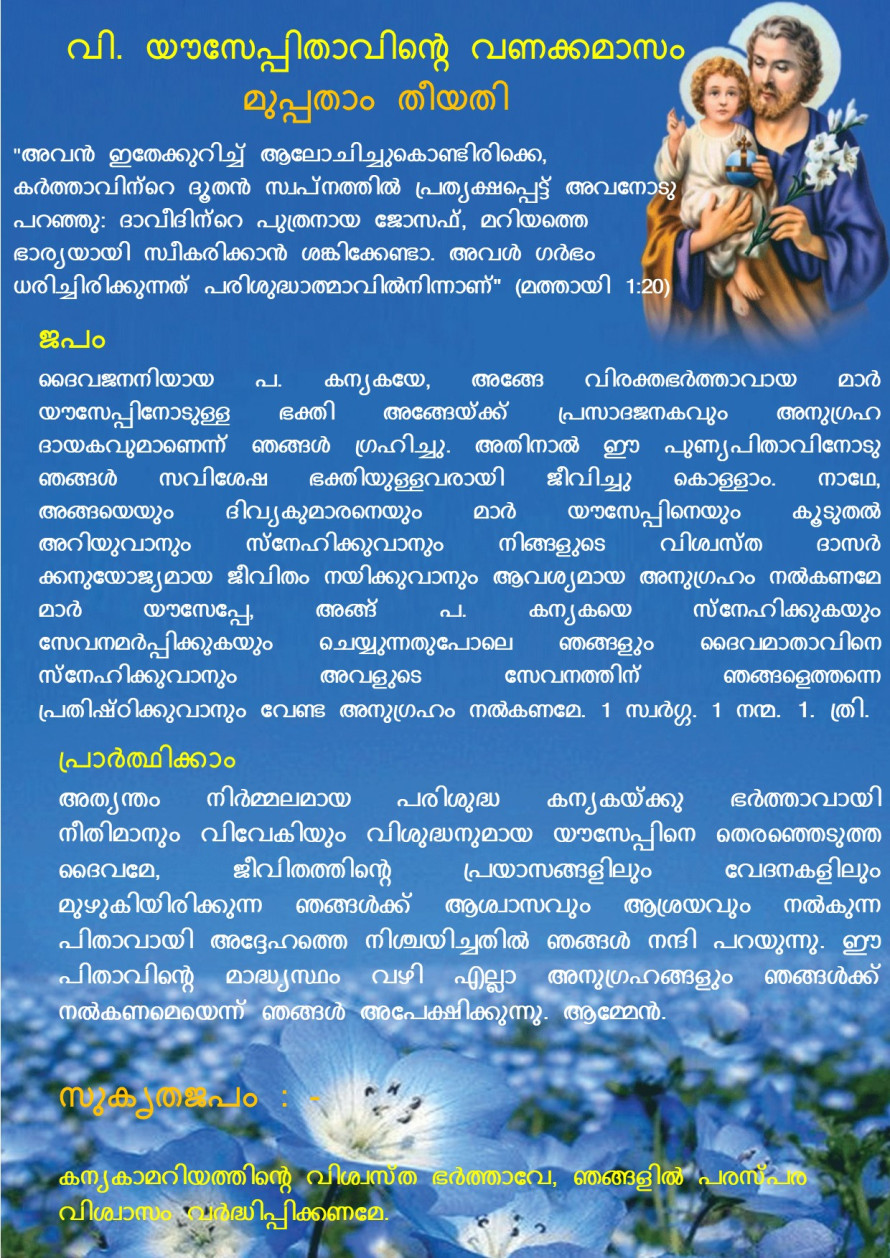 വി. യൗസേപ്പിതാവിന്റെ വണക്കമാസം
മുപ്പതാം തീയതി
"അവൻ ഇതേക്കുറിച്ച് ആലോചിച്ചുകൊണ്ടിരിക്കെ,
കർത്താവിന്‍റെ ദൂതൻ സ്വപ്നത്തിൽ പ്രത്യക്ഷപ്പെട്ട് അവനോടു
പറഞ്ഞു: ദാവീദിന്‍റെ പുത്രനായ ജോസഫ്, മറിയത്തെ
ഭാര്യയായി സ്വീകരിക്കാൻ ശങ്കിക്കേണ്ടാ. അവൾ ഗർഭം
ധരിച്ചിരിക്കുന്നത് പരിശുദ്ധാത്മാവിൽനിന്നാണ്" (മത്തായി 1:20)
ജപം
ദൈവജനനിയായ പ. കന്യകയേ, അങ്ങേ വിരക്തഭർത്താവായ മാർ
യൗസേപ്പിനോടുള്ള ഭക്തി അങ്ങേയ്ക്ക് പ്രസാദജനകവും അനുഗ്രഹ
ദായകവുമാണെന്ന് ഞങ്ങൾ ഗ്രഹിച്ചു. അതിനാൽ ഈ പുണ്യപിതാവിനോടു
ഞങ്ങൾ സവിശേഷ ഭക്തിയുള്ളവരായി ജീവിച്ചു കൊള്ളാം. നാഥേ,
അങ്ങയെയും ദിവ്യകുമാരനെയും മാർ യൗസേപ്പിനെയും കൂടുതൽ
അറിയുവാനും സ്നേഹിക്കുവാനും നിങ്ങളുടെ വിശ്വസ്ത ദാസർ
ക്കനുയോജ്യമായ ജീവിതം നയിക്കുവാനും ആവശ്യമായ അനുഗ്രഹം നൽകണമേ
മാർ യൗസേപ്പേ, അങ്ങ് പ. കന്യകയെ സ്നേഹിക്കുകയും
സേവനമർപ്പിക്കുകയും ചെയ്യുന്നതുപോലെ ഞങ്ങളും ദൈവമാതാവിനെ
സ്നേഹിക്കുവാനും അവളുടെ സേവനത്തിന് ഞങ്ങളെത്തന്നെ
പ്രതിഷ്ഠിക്കുവാനും വേണ്ട അനുഗ്രഹം നൽകണമേ. 1 സ്വർഗ്ഗ. 1 നന്മ. 1. ത്രി.
പ്രാർത്ഥിക്കാം
അത്യന്തം നിർമ്മലമായ പരിശുദ്ധ കന്യകയ്ക്കു ഭർത്താവായി
നീതിമാനും വിവേകിയും വിശുദ്ധനുമായ യൗസേപ്പിനെ തെരഞ്ഞെടുത്ത
ദൈവമേ, ജീവിതത്തിന്റെ പ്രയാസങ്ങളിലും വേദനകളിലും
മുഴുകിയിരിക്കുന്ന ഞങ്ങൾക്ക് ആശ്വാസവും ആശ്രയവും നൽകുന്ന
പിതാവായി അദ്ദേഹത്തെ നിശ്ചയിച്ചതിൽ ഞങ്ങൾ നന്ദി പറയുന്നു. ഈ
പിതാവിന്റെ മാദ്ധ്യസ്ഥം വഴി എല്ലാ അനുഗ്രഹങ്ങളും ഞങ്ങൾക്ക്
നൽകണമെയെന്ന് ഞങ്ങൾ അപേക്ഷിക്കുന്നു. ആമ്മേൻ.
സുകൃതജപം : -
കന്യകാമറിയത്തിന്റെ വിശ്വസ്ത ഭർത്താവേ, ഞങ്ങളിൽ പരസ്പര
വിശ്വാസം വർദ്ധിപ്പിക്കണമേ.